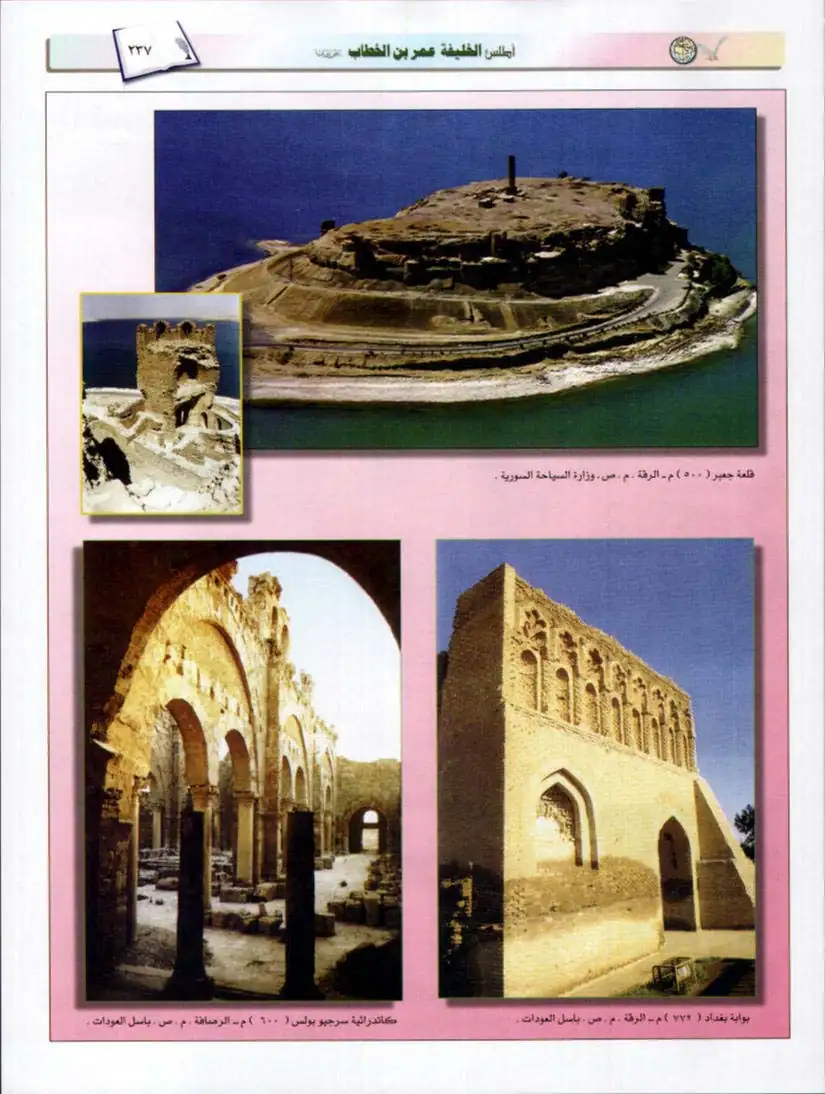 ٢٣٧
أطلس الخليفة عمر بن الخطاب
قلعة جعبر ( ٥٠٠ ) م - الرقة . م . ص . وزارة السياحة السورية .
بوابة بغداد ( ٧٧٢ ) م - الرقة . م . ص . باسل العودات .
كاتدرائية سرجيو بولس ( ٦٠٠ ) م - الرصافة . م . ص . باسل العودات .